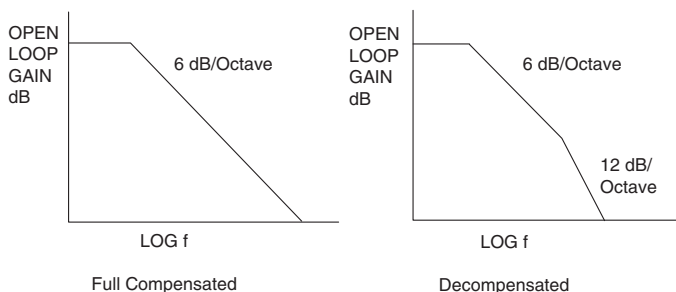 OPEN
LOOP
GAIN
dB
6 dB/Octave
LOG f
Full Compensated
OPEN
LOOP
GAIN
dB
6 dB/Octave
12 dB/
Octave
LOG f
Decompensated